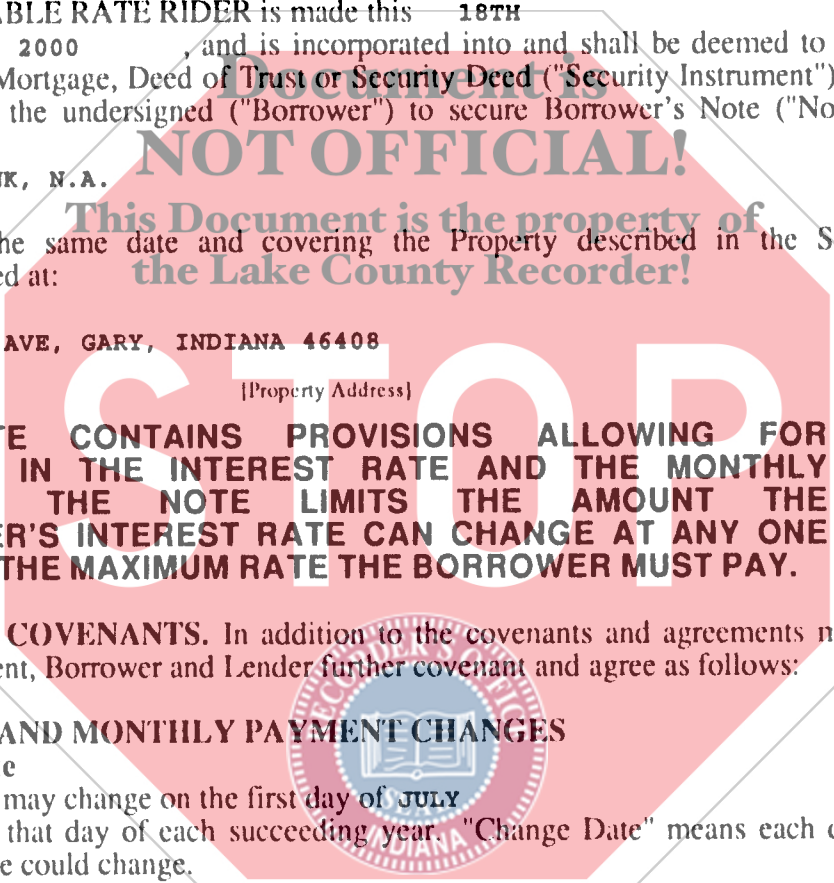 ABLE RATE RIDER is made this 18TH
2000 , and is incorporated into and shall be deemed to
Document is
Mortgage, Deed of Trust or Security Deed ("Security Instument")
the undersigned ("Borrower") to secure Borrower's Note ("No
NOT OFFICIAL!
NK, N.A.
This Document is the property of
he same date and covering the Property described in the S
the Lake County Recorder!
ed at:
AVE, GARY, INDIANA 46408
[Property Address]
STOP
TE CONTAINS PROVISIONS ALLOWING FOR
IN THE INTEREST RATE AND THE MONTHLY
THE NOTE LIMITS THE AMOUNT THE
ER'S INTEREST RATE CAN CHANGE AT ANY ONE
THE MAXIMUM RATE THE BORROWER MUST PAY.
COVENANTS. In addition to the covenants and agreements m
ent, Borrower and Lender further covenant and agree as follows:
RECORDER'S OFFICE
AND MONTHLY PAYMENT CHANGES
e
may change on the first day of JULY
SEAL
that day of each succeeding year. "Change Date" means each d
INDIANA
e could change.